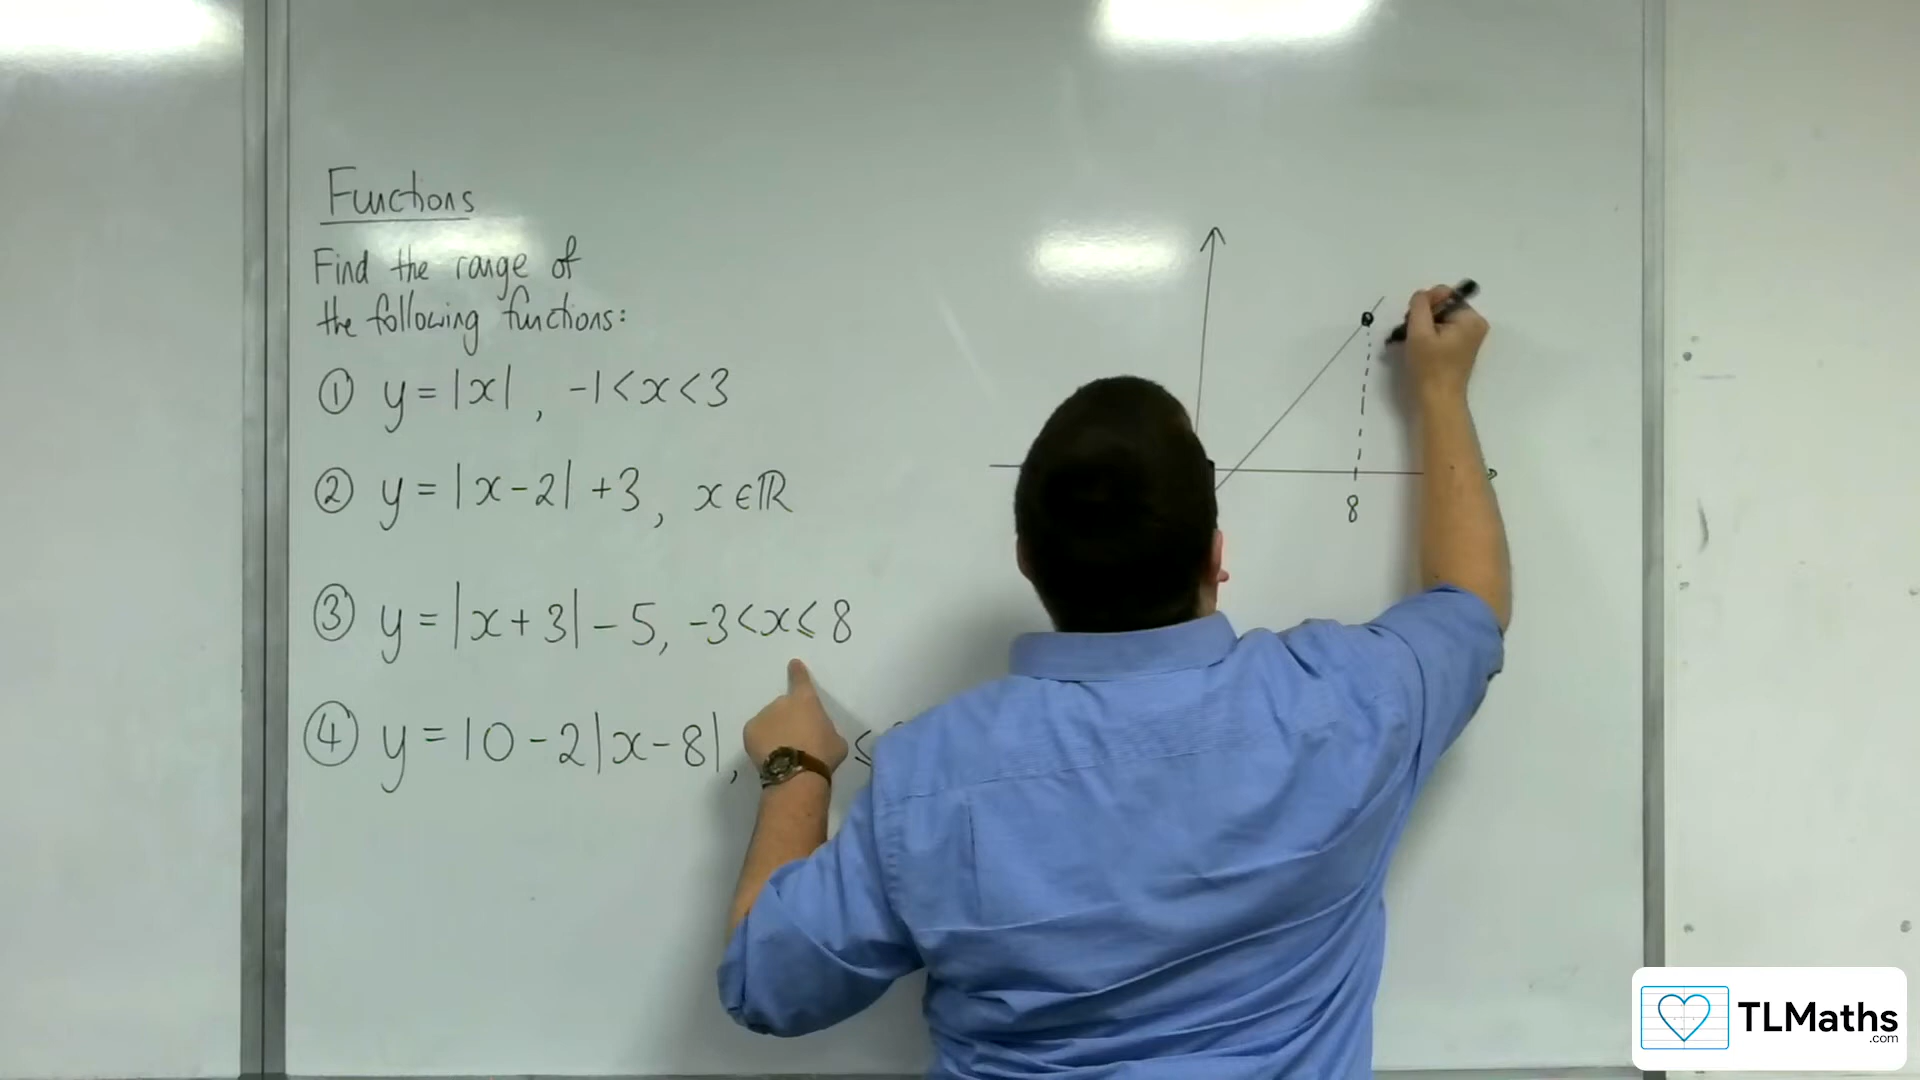 Functions
Find the range of
the following functions:
① y = |x| , -1 < x < 3
② y = |x - 2| + 3 , x ∈ ℝ
③ y = |x + 3| - 5, -3 < x ≤ 8
④ y = 10 - 2|x - 8|, ≤
8
TLMaths
.com